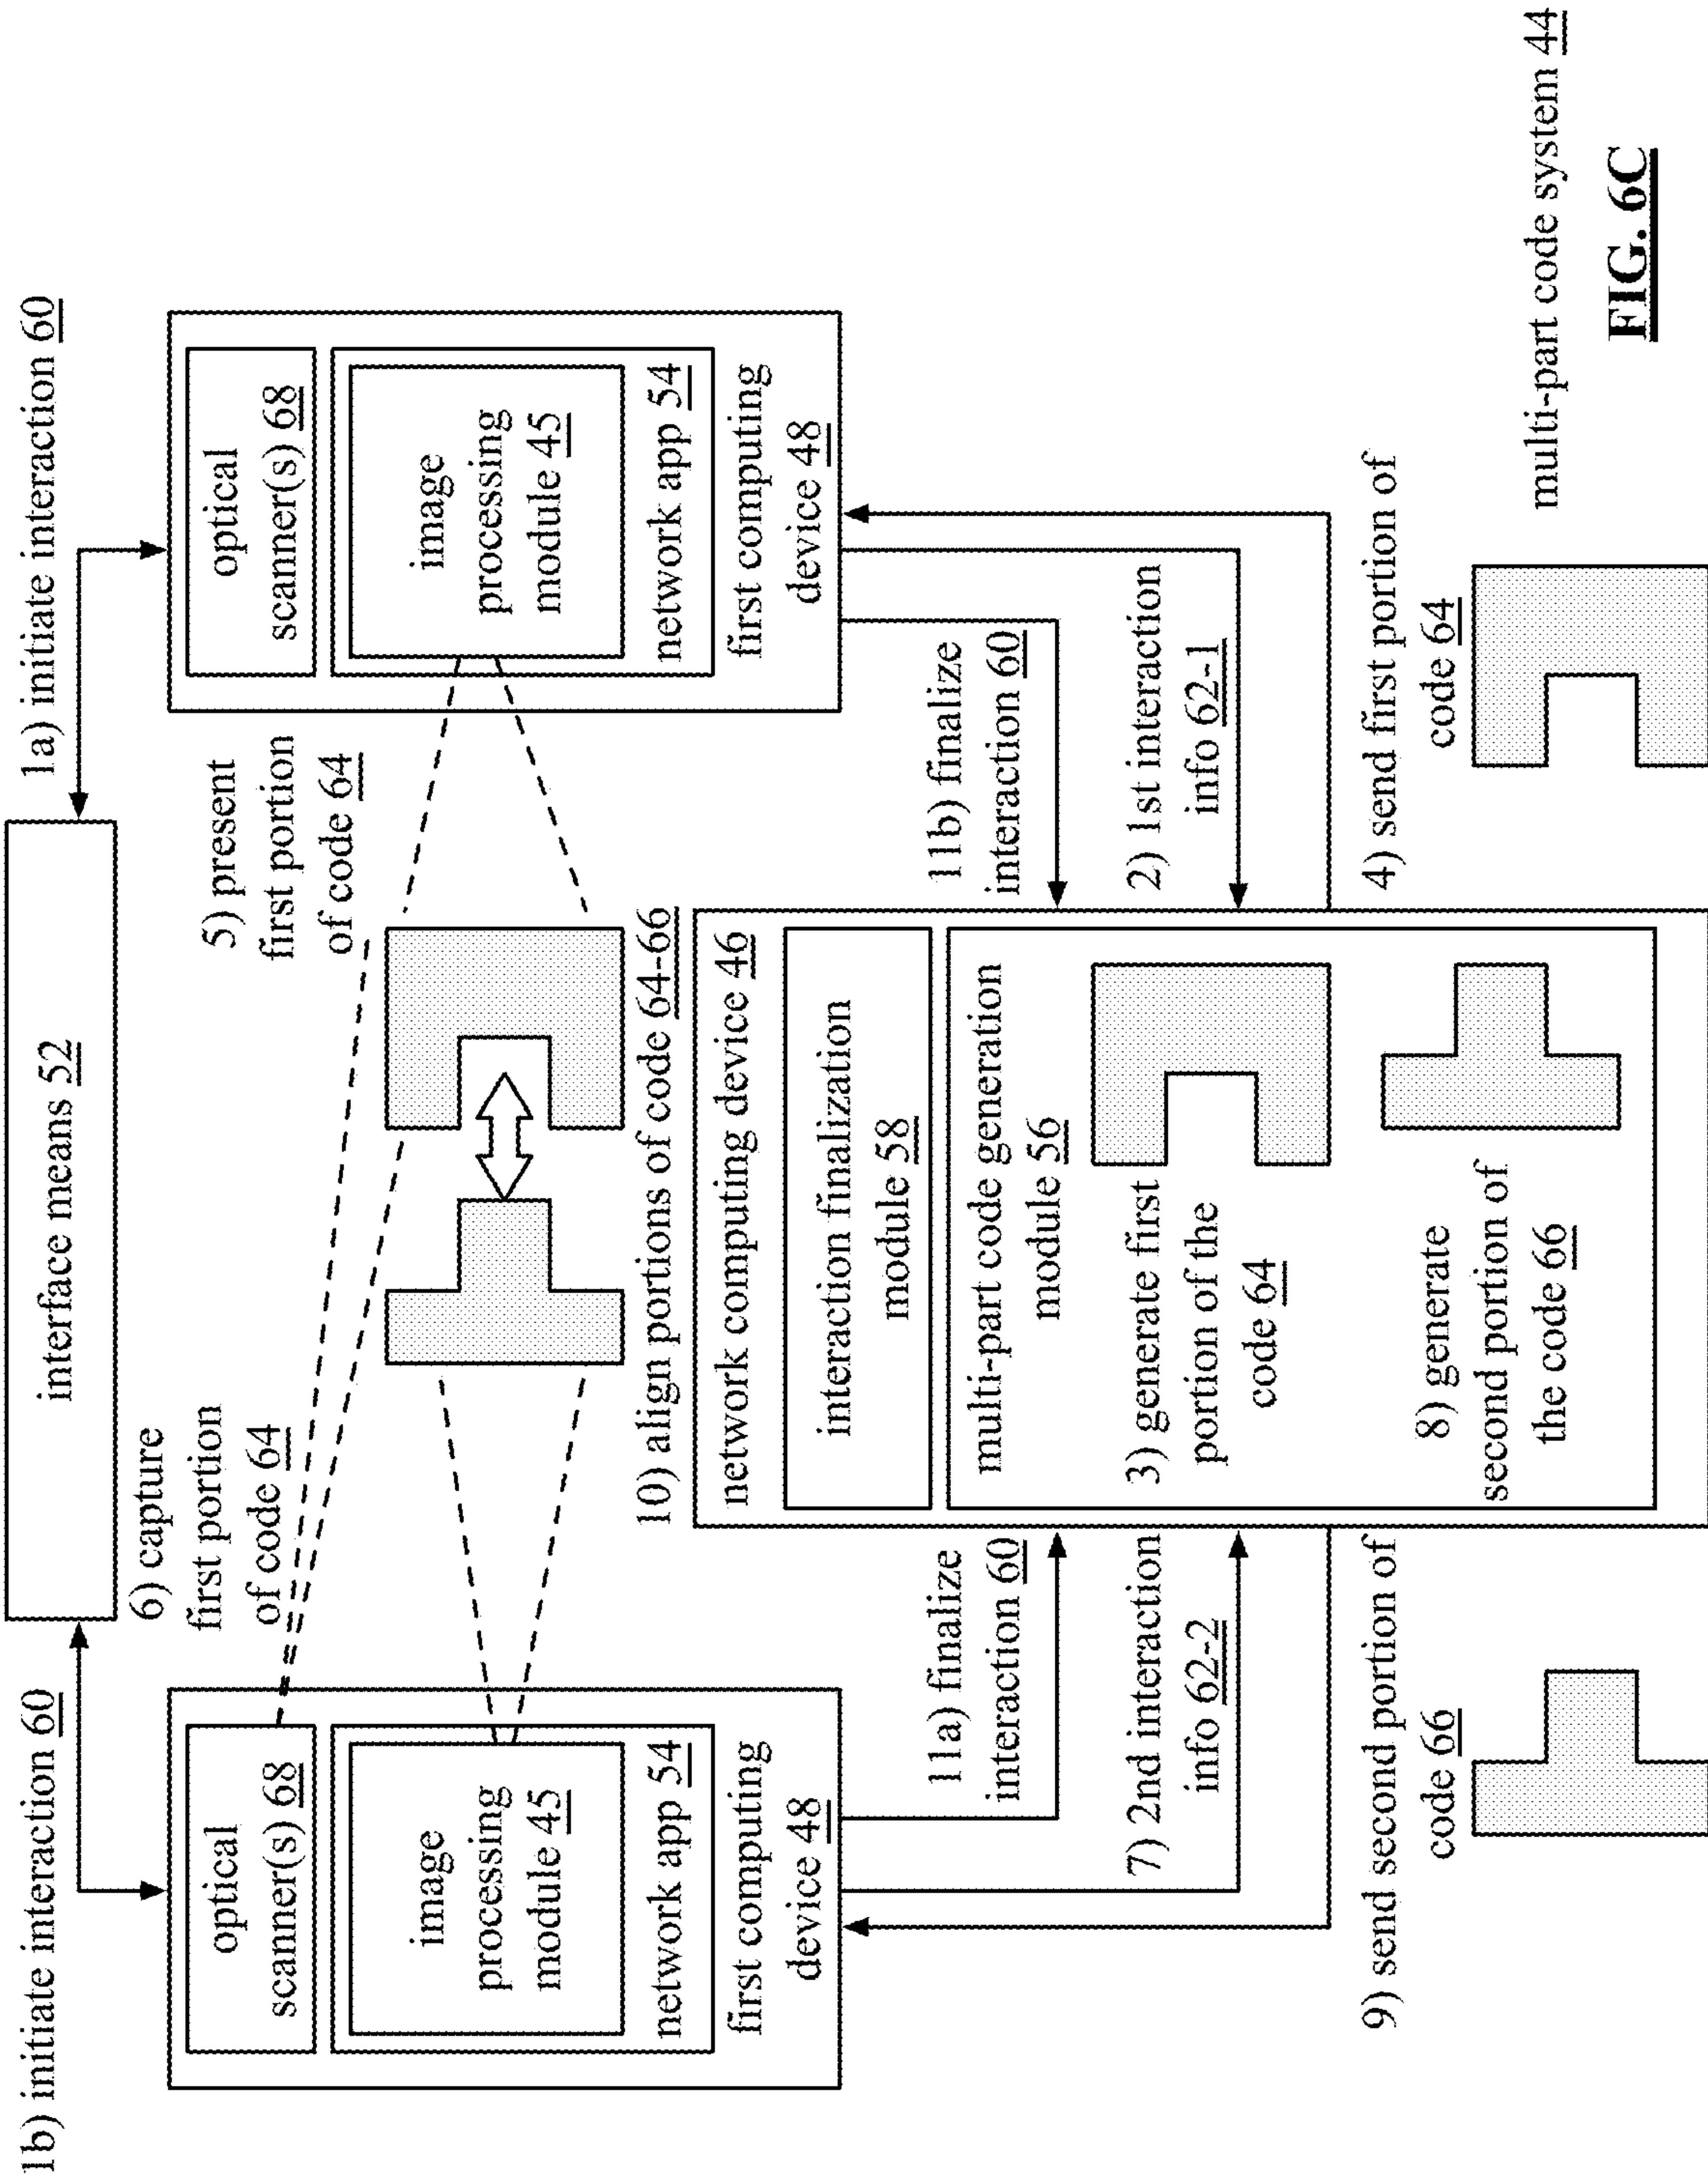 1b) initiate interaction 60
interface means 52
1a) initiate interaction 60
optical
scanner(s) 68
image
processing
module 45
network app 54
first computing
device 48
6) capture
first portion
of code 64
5) present
first portion
of code 64
optical
scanner(s) 68
image
processing
module 45
network app 54
first computing
device 48
10) align portions of code 64-66
11a) finalize
interaction 60
7) 2nd interaction
info 62-2
9) send second portion of
code 66
network computing device 46
interaction finalization
module 58
multi-part code generation
module 56
3) generate first
portion of the
code 64
8) generate
second portion of
the code 66
11b) finalize
interaction 60
2) 1st interaction
info 62-1
4) send first portion of
code 64
multi-part code system 44
FIG. 6C